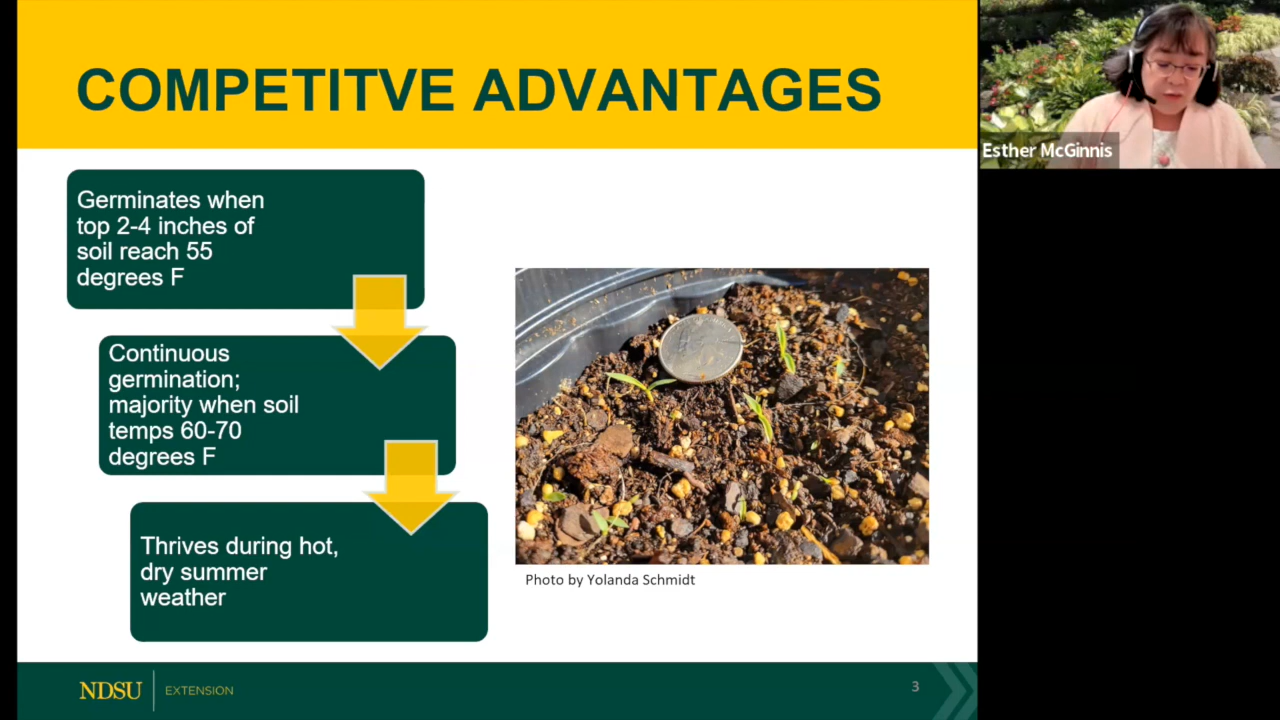 COMPETITVE ADVANTAGES
Germinates when
top 2-4 inches of
soil reach 55
degrees F
Continuous
germination;
majority when soil
temps 60-70
degrees F
Thrives during hot,
dry summer
weather
Photo by Yolanda Schmidt
NDSU EXTENSION
3
Esther McGinnis